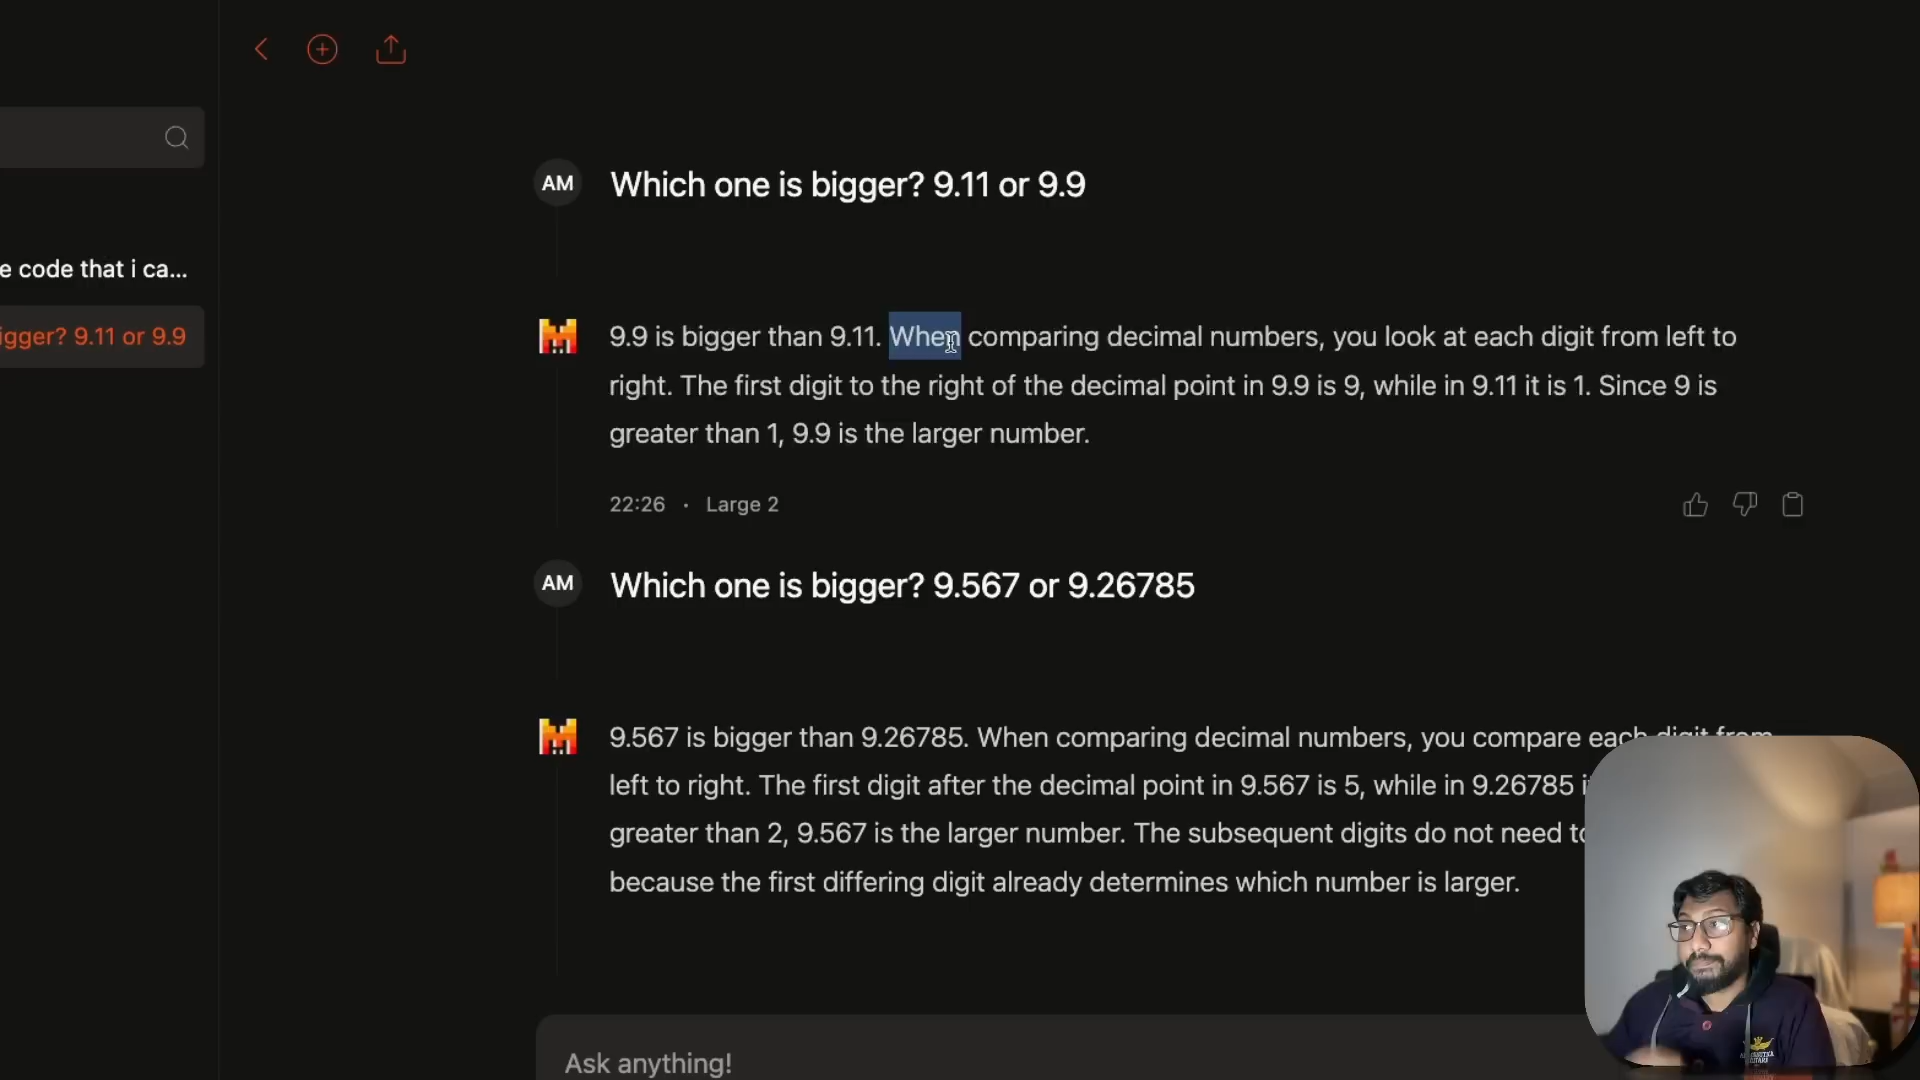 AM
Which one is bigger? 9.11 or 9.9
e code that i ca...
igger? 9.11 or 9.9
9.9 is bigger than 9.11. When comparing decimal numbers, you look at each digit from left to
right. The first digit to the right of the decimal point in 9.9 is 9, while in 9.11 it is 1. Since 9 is
greater than 1, 9.9 is the larger number.
22:26 · Large 2
AM
Which one is bigger? 9.567 or 9.26785
9.567 is bigger than 9.26785. When comparing decimal numbers, you compare each digit from
left to right. The first digit after the decimal point in 9.567 is 5, while in 9.26785 i
greater than 2, 9.567 is the larger number. The subsequent digits do not need to
because the first differing digit already determines which number is larger.
Ask anything!